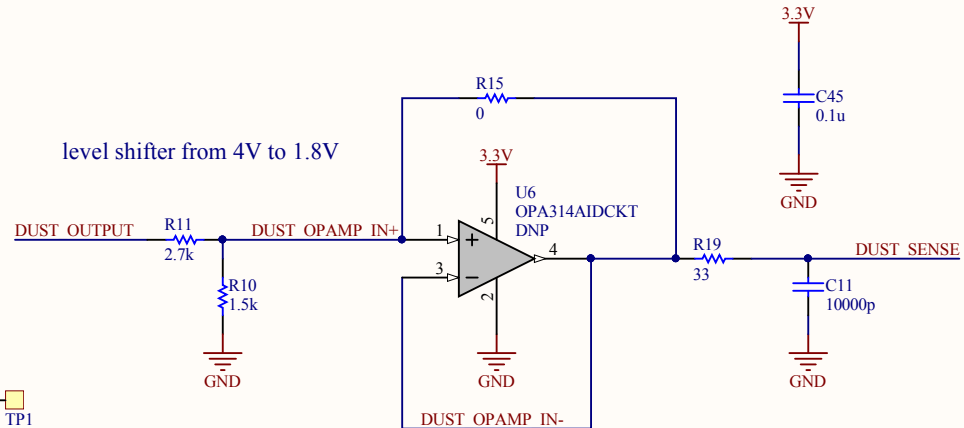 3.3V
R15
0
C45
0.1u
GND
level shifter from 4V to 1.8V
3.3V
U6
OPA314AIDCKT
DNP
5
DUST_OUTPUT
R11
2.7k
DUST_OPAMP_IN+
1
+
4
R19
33
DUST_SENSE
3
−
2
R10
1.5k
C11
10000p
GND
GND
GND
TP1
DUST_OPAMP_IN-